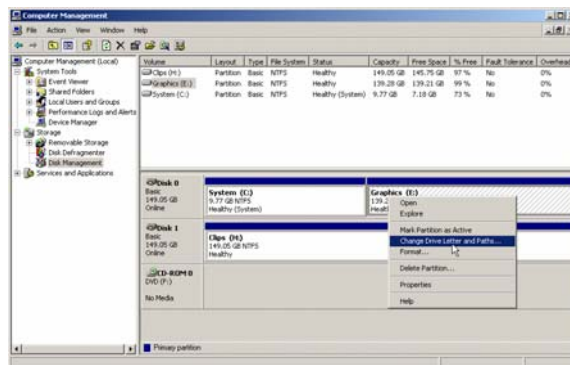 Computer Management
File Action View Window Help
Computer Management (Local)
System Tools
Event Viewer
Shared Folders
Local Users and Groups
Performance Logs and Alerts
Device Manager
Storage
Removable Storage
Disk Defragmenter
Disk Management
Services and Applications
Volume Layout Type File System Status Capacity Free Space % Free Fault Tolerance Overhead
Clips (H:) Partition Basic NTFS Healthy 149.05 GB 145.75 GB 97 % No 0%
Graphics (E:) Partition Basic NTFS Healthy 139.28 GB 139.21 GB 99 % No 0%
System (C:) Partition Basic NTFS Healthy (System) 9.77 GB 7.18 GB 73 % No 0%
Disk 0
Basic
149.05 GB
Online
System (C:)
9.77 GB NTFS
Healthy (System)
Graphics (E:)
139.2
Healt
Open
Explore
Mark Partition as Active
Change Drive Letter and Paths...
Format...
Delete Partition...
Properties
Help
Disk 1
Basic
149.05 GB
Online
Clips (H:)
149.05 GB NTFS
Healthy
CD-ROM 0
DVD (F:)
No Media
Primary partition